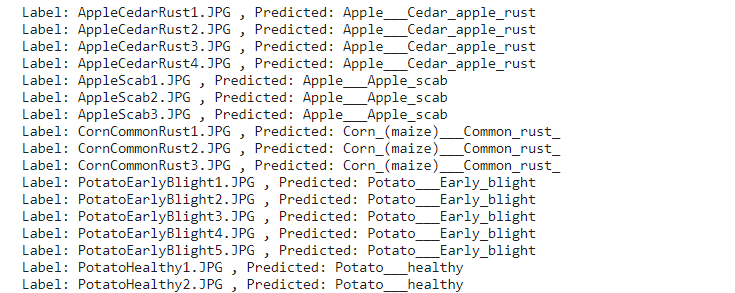 Label: AppleCedarRust1.JPG , Predicted: Apple___Cedar_apple_rust
Label: AppleCedarRust2.JPG , Predicted: Apple___Cedar_apple_rust
Label: AppleCedarRust3.JPG , Predicted: Apple___Cedar_apple_rust
Label: AppleCedarRust4.JPG , Predicted: Apple___Cedar_apple_rust
Label: AppleScab1.JPG , Predicted: Apple___Apple_scab
Label: AppleScab2.JPG , Predicted: Apple___Apple_scab
Label: AppleScab3.JPG , Predicted: Apple___Apple_scab
Label: CornCommonRust1.JPG , Predicted: Corn_(maize)___Common_rust_
Label: CornCommonRust2.JPG , Predicted: Corn_(maize)___Common_rust_
Label: CornCommonRust3.JPG , Predicted: Corn_(maize)___Common_rust_
Label: PotatoEarlyBlight1.JPG , Predicted: Potato___Early_blight
Label: PotatoEarlyBlight2.JPG , Predicted: Potato___Early_blight
Label: PotatoEarlyBlight3.JPG , Predicted: Potato___Early_blight
Label: PotatoEarlyBlight4.JPG , Predicted: Potato___Early_blight
Label: PotatoEarlyBlight5.JPG , Predicted: Potato___Early_blight
Label: PotatoHealthy1.JPG , Predicted: Potato___healthy
Label: PotatoHealthy2.JPG , Predicted: Potato___healthy